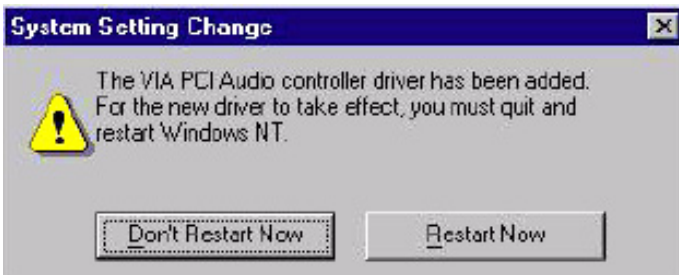 System Setting Change
The VIA PCI Audio controller driver has been added.
For the new driver to take effect, you must quit and
restart Windows NT.
Don't Restart Now
Restart Now